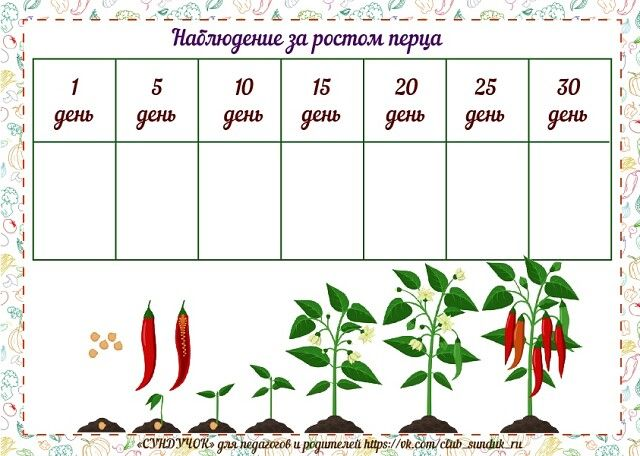 Наблюдение за ростом перца
1 5 10 15 20 25 30
день день день день день день день
«СУНДУЧОК» для педагогов и родителей https://vk.com/club_sunduk_ru